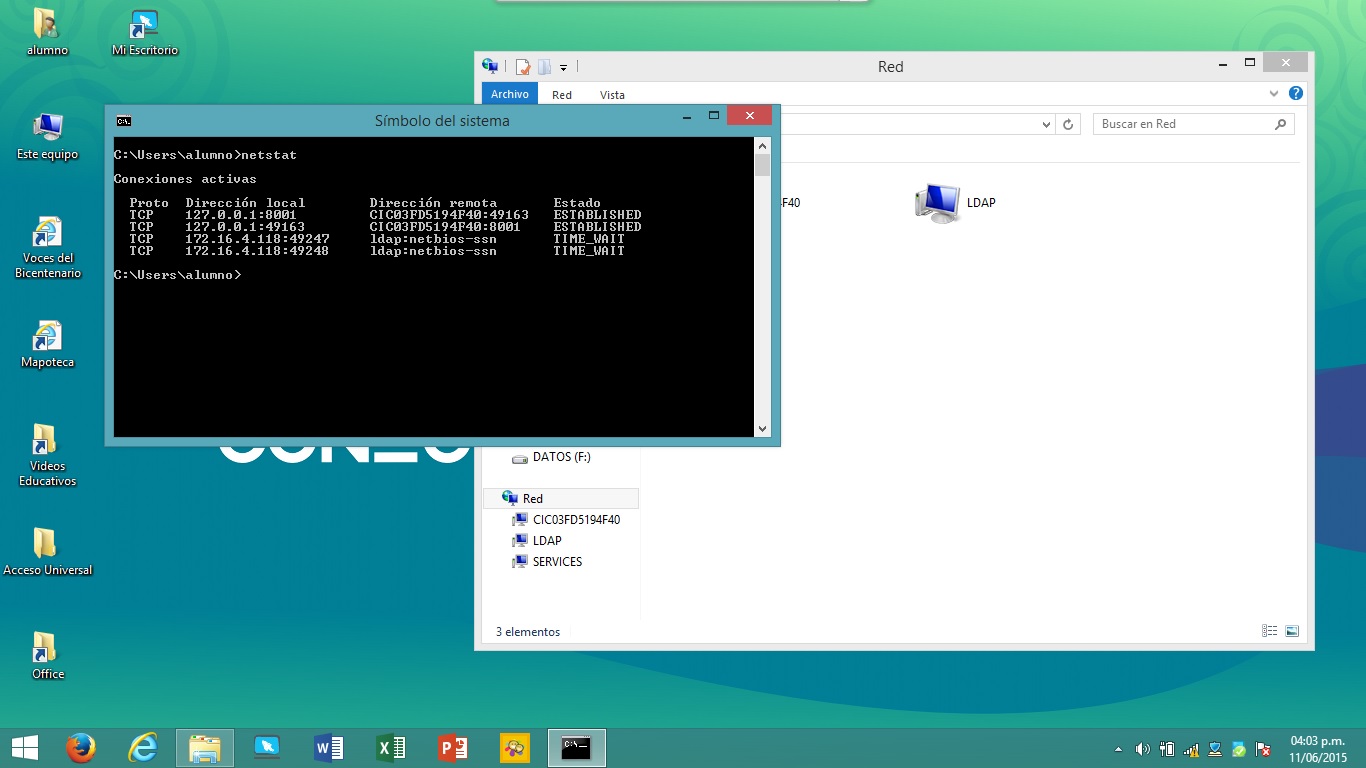 alumno
Mi Escritorio
Este equipo
Voces del
Bicentenario
Mapoteca
Videos
Educativos
Acceso Universal
Office
Red
Archivo
Red
Vista
Buscar en Red
F40
LDAP
Símbolo del sistema
C:\Users\alumno>netstat
Conexiones activas
Proto Dirección local Dirección remota Estado
TCP 127.0.0.1:8001 CIC03FD5194F40:49163 ESTABLISHED
TCP 127.0.0.1:49163 CIC03FD5194F40:8001 ESTABLISHED
TCP 172.16.4.118:49247 ldap:netbios-ssn TIME_WAIT
TCP 172.16.4.118:49248 ldap:netbios-ssn TIME_WAIT
C:\Users\alumno>
DATOS (F:)
Red
CIC03FD5194F40
LDAP
SERVICES
3 elementos
04:03 p.m.
11/06/2015